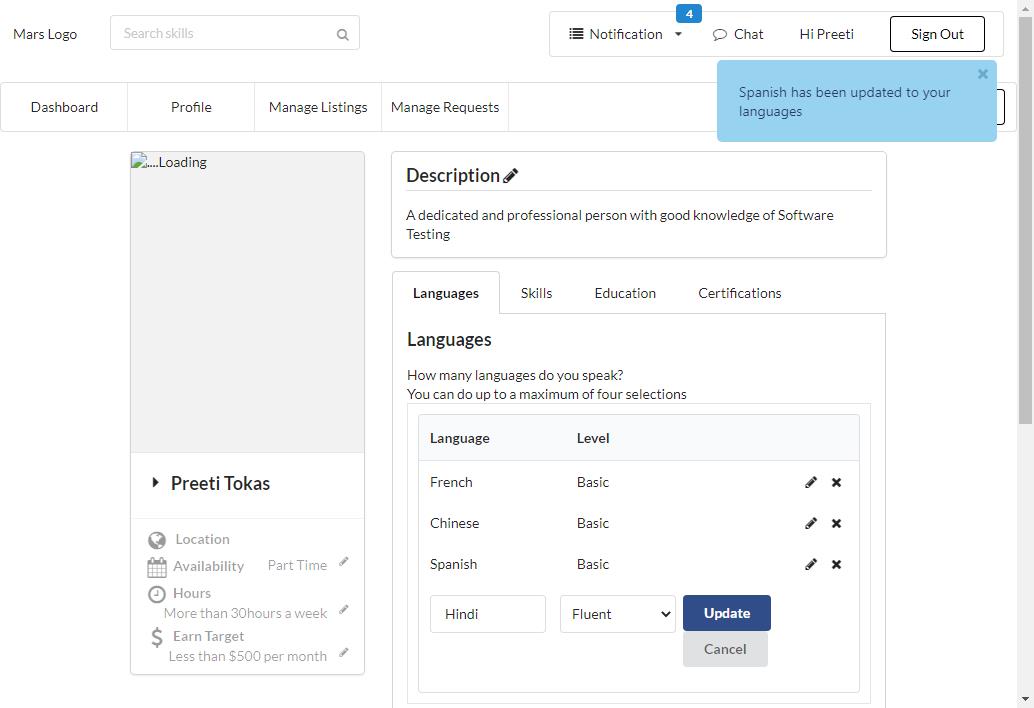 4
Mars Logo
Search skills
Notification
Chat
Hi Preeti
Sign Out
Dashboard
Profile
Manage Listings
Manage Requests
Spanish has been updated to your
languages
....Loading
Description
A dedicated and professional person with good knowledge of Software
Testing
Languages
Skills
Education
Certifications
Languages
How many languages do you speak?
You can do up to a maximum of four selections
Language
Level
French
Basic
Chinese
Basic
Spanish
Basic
Hindi
Fluent
Update
Cancel
Preeti Tokas
Location
Availability
Part Time
Hours
More than 30hours a week
Earn Target
Less than $500 per month